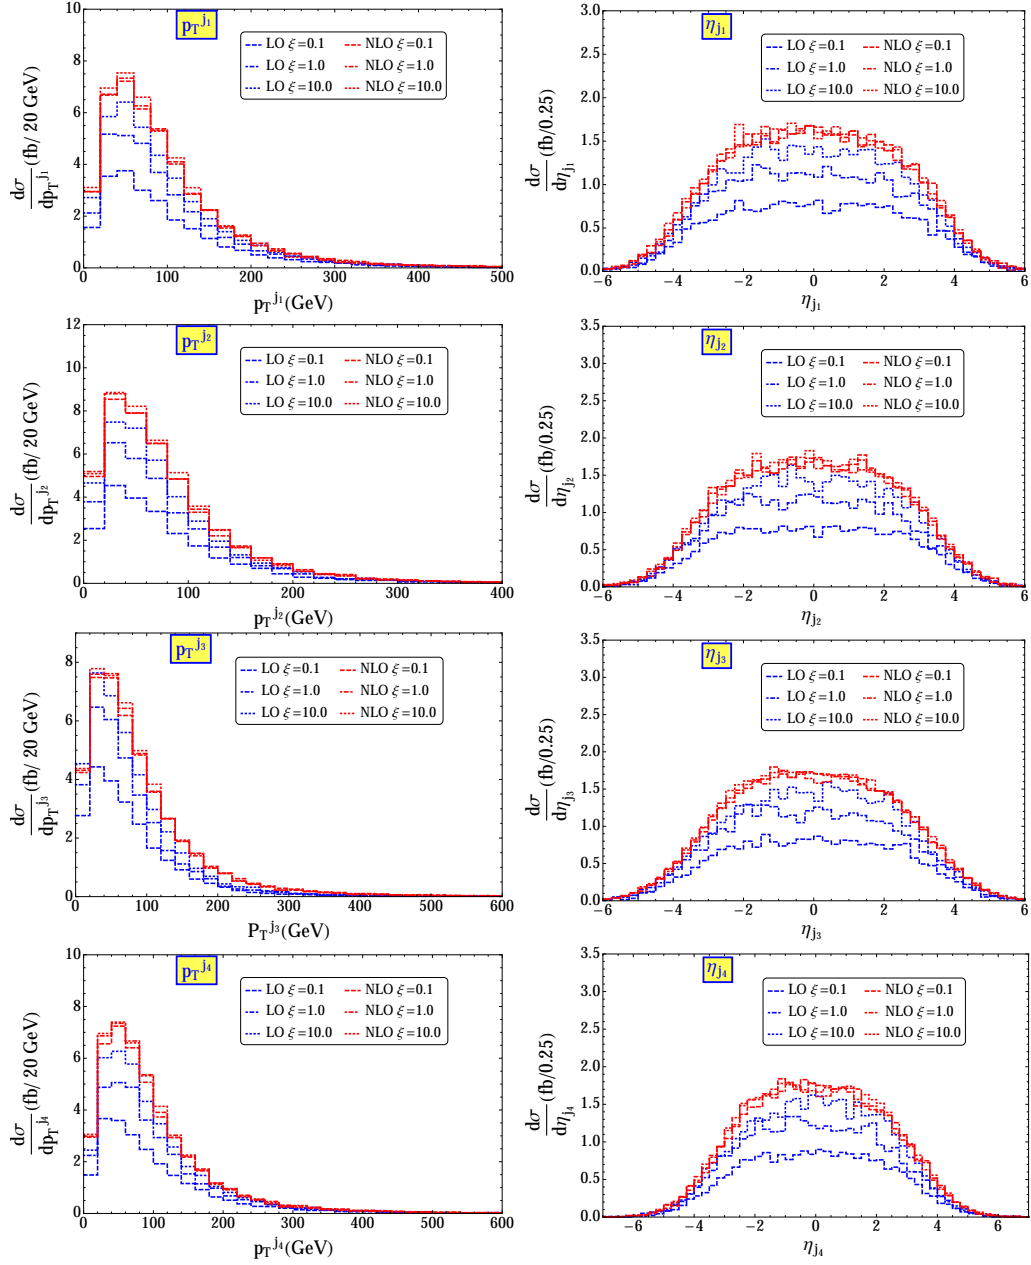 p_T^{j_1}
LO ξ=0.1 NLO ξ=0.1
LO ξ=1.0 NLO ξ=1.0
LO ξ=10.0 NLO ξ=10.0
dσ/dp_T^{j_1} (fb/ 20 GeV)
10
8
6
4
2
0
0 100 200 300 400 500
p_T^{j_1}(GeV)
η_{j_1}
LO ξ=0.1 NLO ξ=0.1
LO ξ=1.0 NLO ξ=1.0
LO ξ=10.0 NLO ξ=10.0
dσ/dη_{j_1} (fb/0.25)
3.0
2.5
2.0
1.5
1.0
0.5
0.0
−6 −4 −2 0 2 4 6
η_{j_1}
p_T^{j_2}
LO ξ=0.1 NLO ξ=0.1
LO ξ=1.0 NLO ξ=1.0
LO ξ=10.0 NLO ξ=10.0
dσ/dp_T^{j_2} (fb/ 20 GeV)
12
10
8
6
4
2
0
0 100 200 300 400
p_T^{j_2}(GeV)
η_{j_2}
LO ξ=0.1 NLO ξ=0.1
LO ξ=1.0 NLO ξ=1.0
LO ξ=10.0 NLO ξ=10.0
dσ/dη_{j_2} (fb/0.25)
3.5
3.0
2.5
2.0
1.5
1.0
0.5
0.0
−6 −4 −2 0 2 4 6
η_{j_2}
p_T^{j_3}
LO ξ=0.1 NLO ξ=0.1
LO ξ=1.0 NLO ξ=1.0
LO ξ=10.0 NLO ξ=10.0
dσ/dp_T^{j_3} (fb/ 20 GeV)
8
6
4
2
0
0 100 200 300 400 500 600
P_T^{j_3}(GeV)
η_{j_3}
LO ξ=0.1 NLO ξ=0.1
LO ξ=1.0 NLO ξ=1.0
LO ξ=10.0 NLO ξ=10.0
dσ/dη_{j_3} (fb/0.25)
3.5
3.0
2.5
2.0
1.5
1.0
0.5
0.0
−6 −4 −2 0 2 4 6
η_{j_3}
p_T^{j_4}
LO ξ=0.1 NLO ξ=0.1
LO ξ=1.0 NLO ξ=1.0
LO ξ=10.0 NLO ξ=10.0
dσ/dp_T^{j_4} (fb/ 20 GeV)
10
8
6
4
2
0
0 100 200 300 400 500 600
p_T^{j_4}(GeV)
η_{j_4}
LO ξ=0.1 NLO ξ=0.1
LO ξ=1.0 NLO ξ=1.0
LO ξ=10.0 NLO ξ=10.0
dσ/dη_{j_4} (fb/0.25)
3.5
3.0
2.5
2.0
1.5
1.0
0.5
0.0
−6 −4 −2 0 2 4 6
η_{j_4}